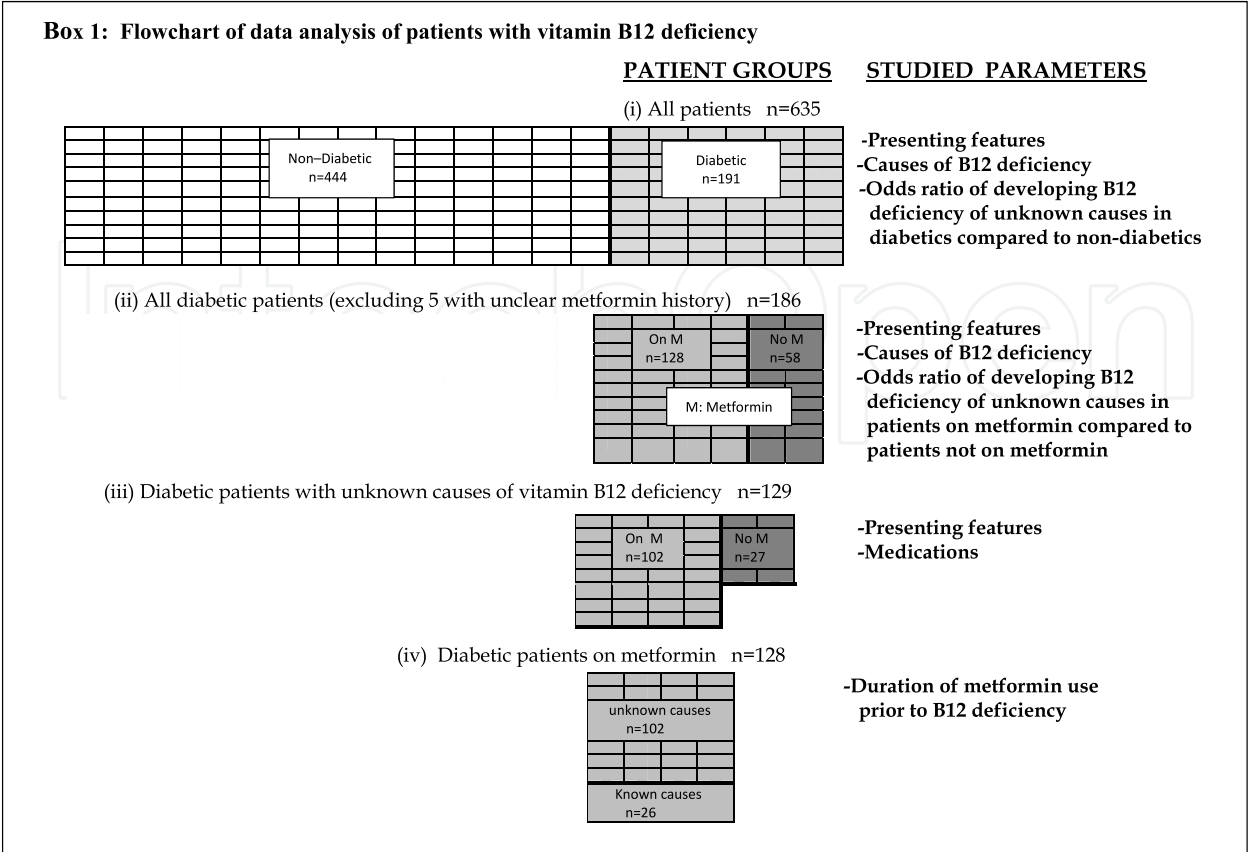 Box 1: Flowchart of data analysis of patients with vitamin B12 deficiency
PATIENT GROUPS
STUDIED PARAMETERS
(i) All patients n=635
Non–Diabetic
n=444
Diabetic
n=191
-Presenting features
-Causes of B12 deficiency
-Odds ratio of developing B12
deficiency of unknown causes in
diabetics compared to non-diabetics
(ii) All diabetic patients (excluding 5 with unclear metformin history) n=186
On M
n=128
No M
n=58
M: Metformin
-Presenting features
-Causes of B12 deficiency
-Odds ratio of developing B12
deficiency of unknown causes in
patients on metformin compared to
patients not on metformin
(iii) Diabetic patients with unknown causes of vitamin B12 deficiency n=129
On M
n=102
No M
n=27
-Presenting features
-Medications
(iv) Diabetic patients on metformin n=128
unknown causes
n=102
Known causes
n=26
-Duration of metformin use
prior to B12 deficiency
IntechOpen